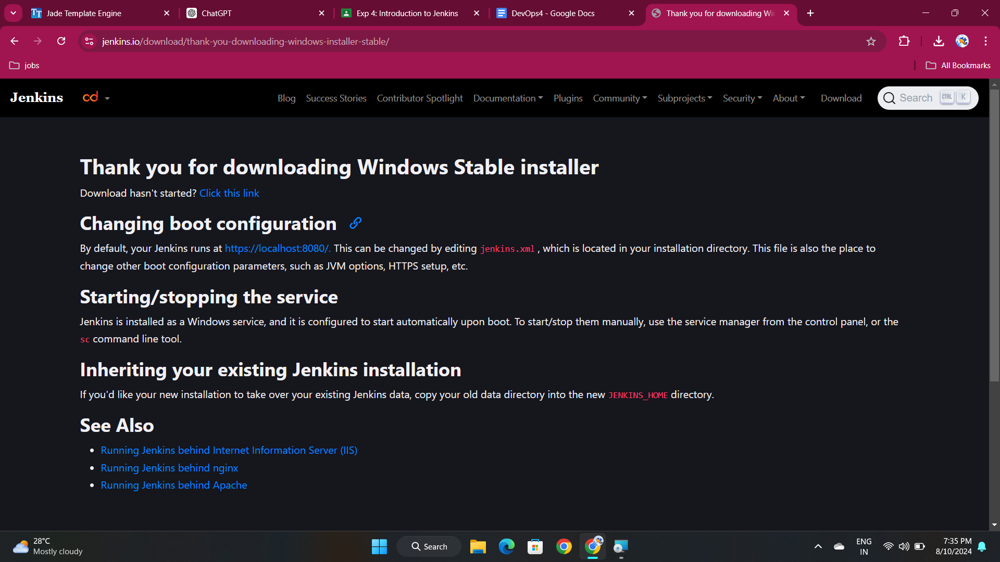 Jade Template Engine
ChatGPT
Exp 4: Introduction to Jenkins
DevOps4 - Google Docs
Thank you for downloading Wi
jenkins.io/download/thank-you-downloading-windows-installer-stable/
jobs
All Bookmarks
Jenkins
Blog
Success Stories
Contributor Spotlight
Documentation
Plugins
Community
Subprojects
Security
About
Download
Search CTRL K
Thank you for downloading Windows Stable installer
Download hasn't started? Click this link
Changing boot configuration
By default, your Jenkins runs at https://localhost:8080/. This can be changed by editing jenkins.xml , which is located in your installation directory. This file is also the place to
change other boot configuration parameters, such as JVM options, HTTPS setup, etc.
Starting/stopping the service
Jenkins is installed as a Windows service, and it is configured to start automatically upon boot. To start/stop them manually, use the service manager from the control panel, or the
sc command line tool.
Inheriting your existing Jenkins installation
If you'd like your new installation to take over your existing Jenkins data, copy your old data directory into the new JENKINS_HOME directory.
See Also
Running Jenkins behind Internet Information Server (IIS)
Running Jenkins behind nginx
Running Jenkins behind Apache
28°C
Mostly cloudy
Search
ENG
IN
7:35 PM
8/10/2024